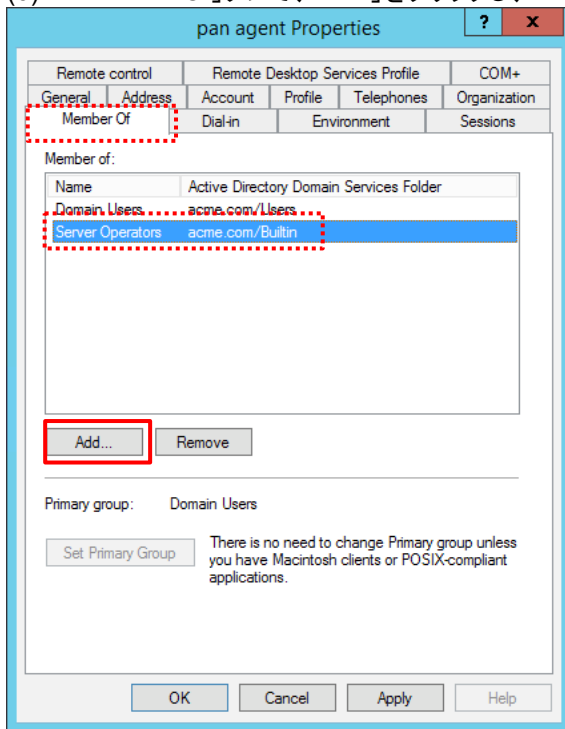 pan agent Properties ? x
Remote control Remote Desktop Services Profile COM+
General Address Account Profile Telephones Organization
Member Of Dial-in Environment Sessions
Member of:
Name Active Directory Domain Services Folder
Domain Users acme.com/Users
Server Operators acme.com/Builtin
Add... Remove
Primary group: Domain Users
Set Primary Group
There is no need to change Primary group unless
you have Macintosh clients or POSIX-compliant
applications.
OK Cancel Apply Help